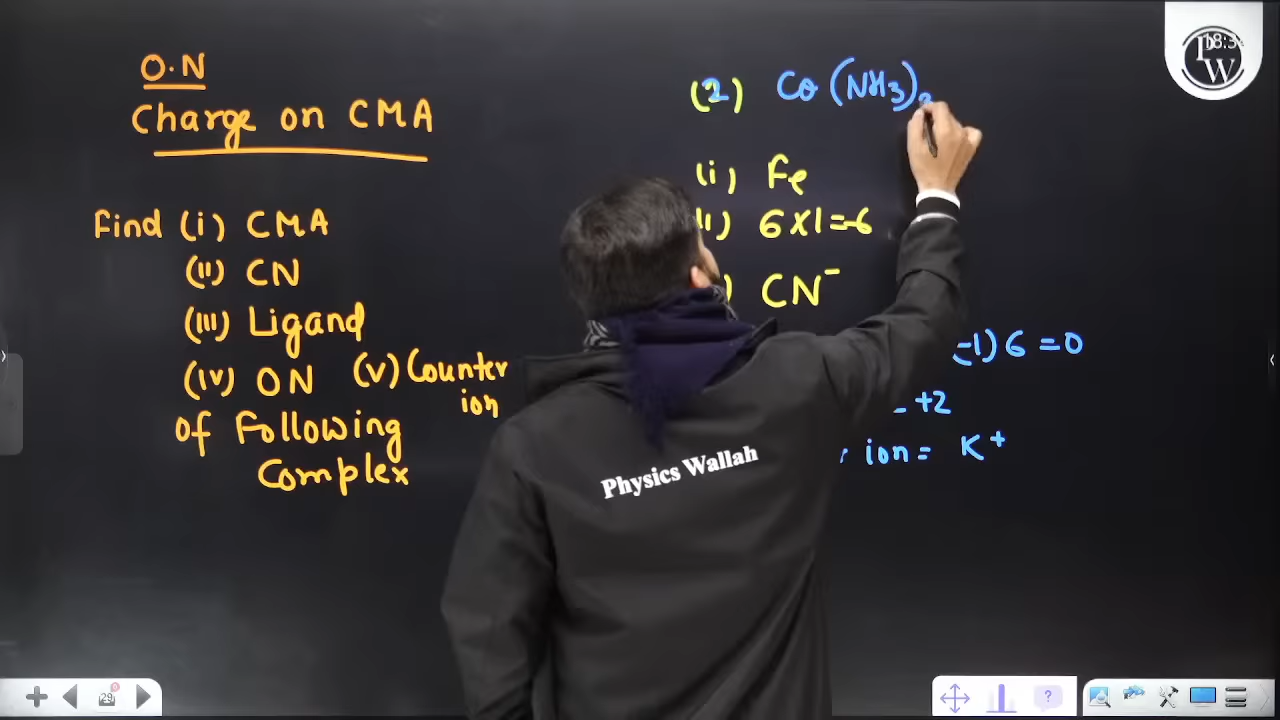 O.N
Charge on CMA
Find (i) CMA
(ii) CN
(iii) Ligand
(iv) ON (v) Counter
ion
of Following
Complex
(2) Co(NH3)
(i) Fe
6×1=-6
CN⁻
-1)6 =0
+2
ion = K⁺
Physics Wallah
PW
29